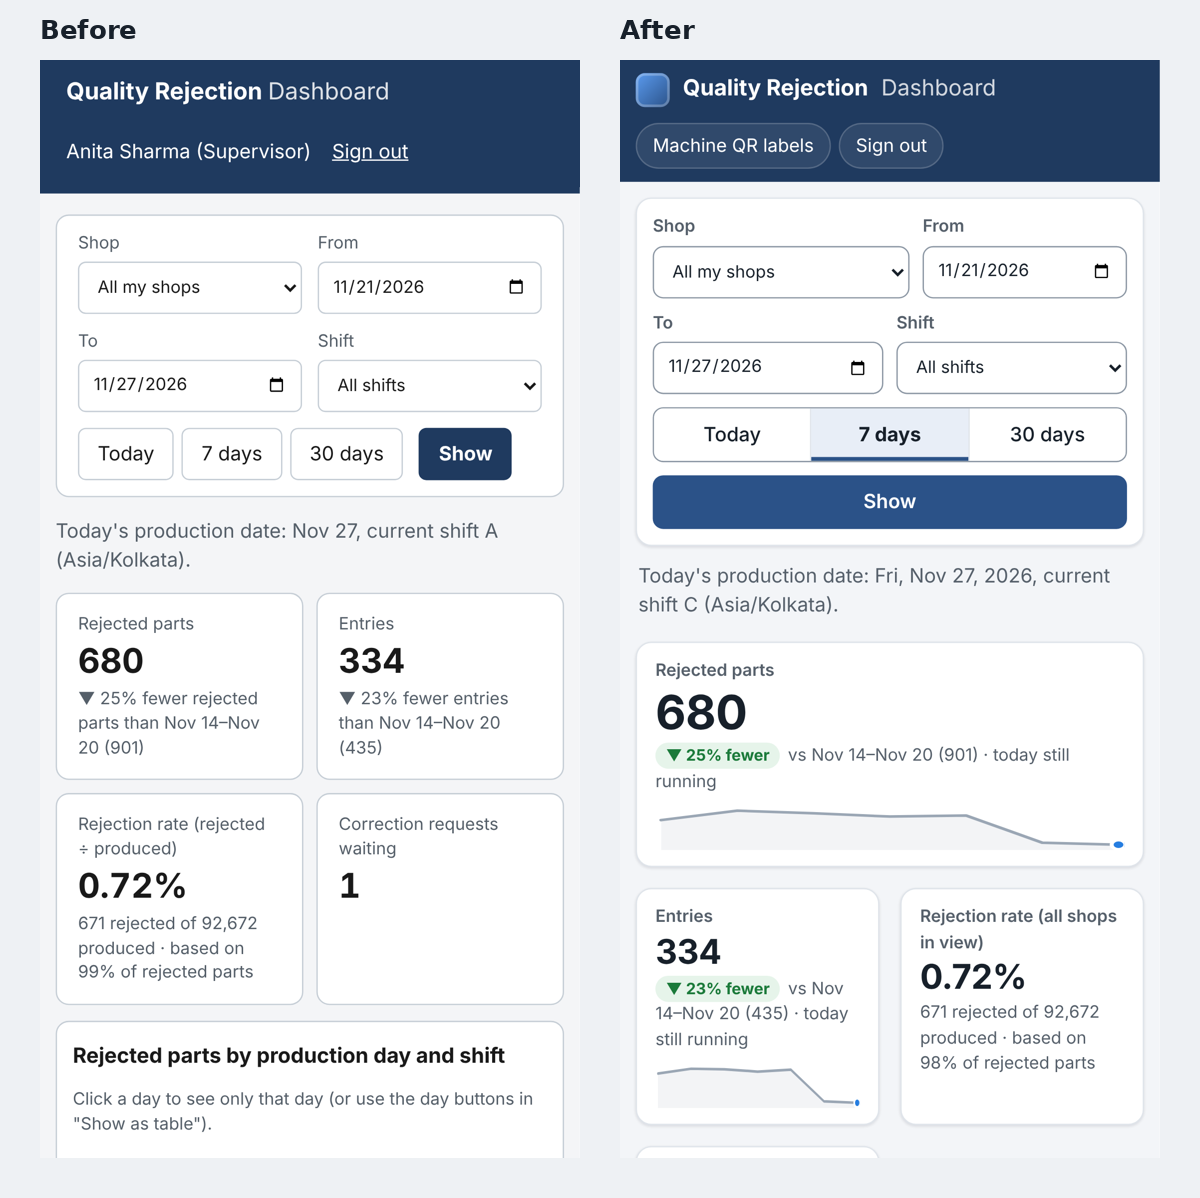 Before
Quality Rejection Dashboard
Anita Sharma (Supervisor) Sign out
Shop From
All my shops 11/21/2026
To Shift
11/27/2026 All shifts
Today 7 days 30 days Show
Today's production date: Nov 27, current shift A
(Asia/Kolkata).
Rejected parts
680
▼ 25% fewer rejected
parts than Nov 14–Nov
20 (901)
Entries
334
▼ 23% fewer entries
than Nov 14–Nov 20
(435)
Rejection rate (rejected
÷ produced)
0.72%
671 rejected of 92,672
produced · based on
99% of rejected parts
Correction requests
waiting
1
Rejected parts by production day and shift
Click a day to see only that day (or use the day buttons in
"Show as table").
After
Quality Rejection Dashboard
Machine QR labels Sign out
Shop From
All my shops 11/21/2026
To Shift
11/27/2026 All shifts
Today 7 days 30 days
Show
Today's production date: Fri, Nov 27, 2026, current
shift C (Asia/Kolkata).
Rejected parts
680
▼ 25% fewer vs Nov 14–Nov 20 (901) · today still
running
Entries
334
▼ 23% fewer vs Nov
14–Nov 20 (435) · today
still running
Rejection rate (all shops
in view)
0.72%
671 rejected of 92,672
produced · based on
98% of rejected parts